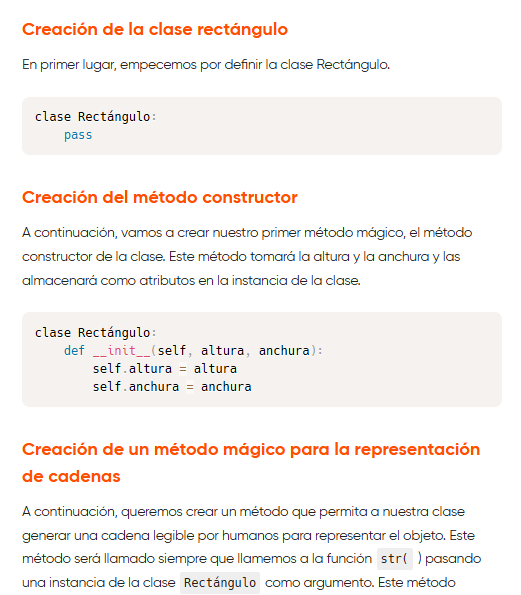 Creación de la clase rectángulo
En primer lugar, empecemos por definir la clase Rectángulo.
clase Rectángulo:
    pass
Creación del método constructor
A continuación, vamos a crear nuestro primer método mágico, el método
constructor de la clase. Este método tomará la altura y la anchura y las
almacenará como atributos en la instancia de la clase.
clase Rectángulo:
    def __init__(self, altura, anchura):
        self.altura = altura
        self.anchura = anchura
Creación de un método mágico para la representación
de cadenas
A continuación, queremos crear un método que permita a nuestra clase
generar una cadena legible por humanos para representar el objeto. Este
método será llamado siempre que llamemos a la función str( ) pasando
una instancia de la clase Rectángulo como argumento. Este método